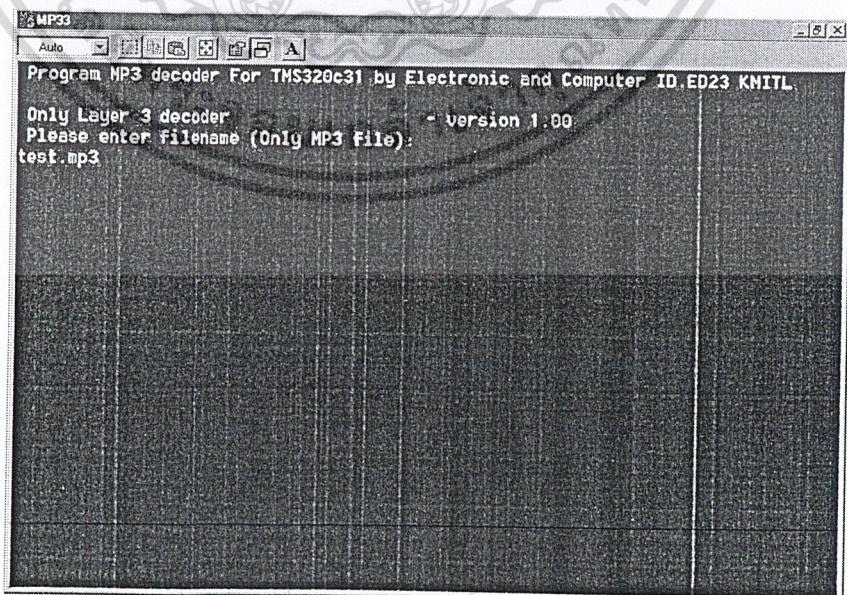 MP33
Auto
A
Program MP3 decoder For TMS320c31 by Electronic and Computer ID.ED23 KMITL
Only Layer 3 decoder - version 1.00
Please enter filename (Only MP3 file):
test.mp3